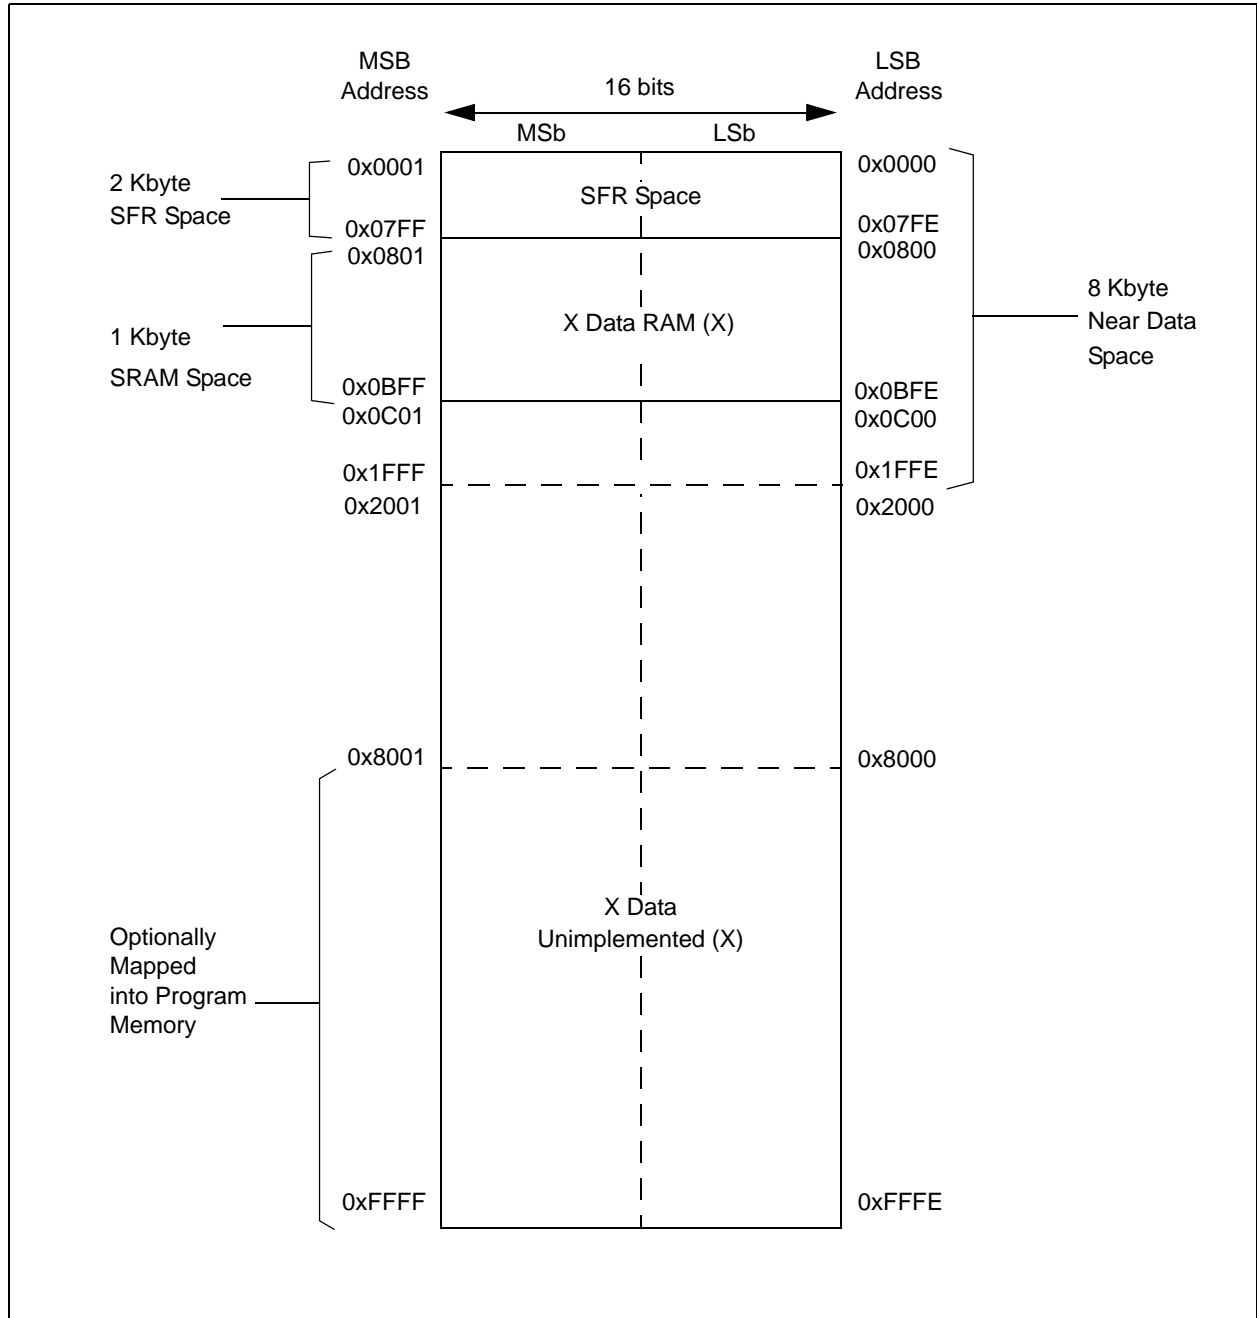 MSB
Address
16 bits
LSB
Address
MSb
LSb
2 Kbyte
SFR Space
0x0001
0x07FF
SFR Space
0x0000
0x07FE
0x0801
0x0800
1 Kbyte
SRAM Space
X Data RAM (X)
8 Kbyte
Near Data
Space
0x0BFF
0x0BFE
0x0C01
0x0C00
0x1FFF
0x1FFE
0x2001
0x2000
0x8001
0x8000
Optionally
Mapped
into Program
Memory
X Data
Unimplemented (X)
0xFFFF
0xFFFE